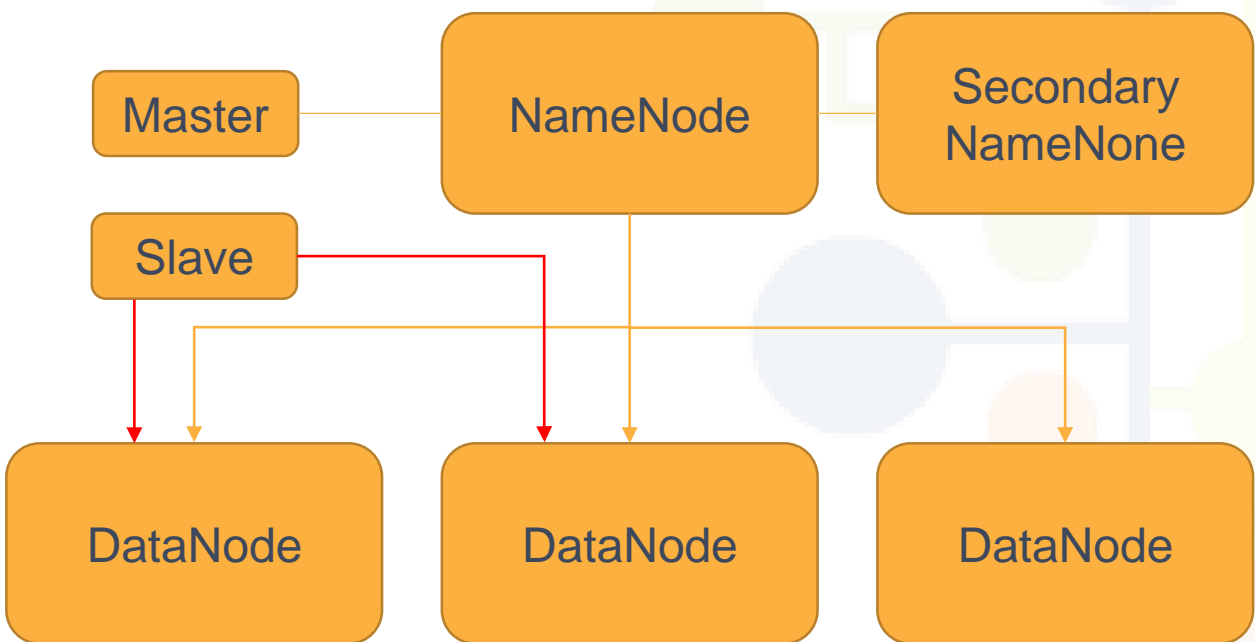 Master
NameNode
Secondary
NameNone
Slave
DataNode
DataNode
DataNode